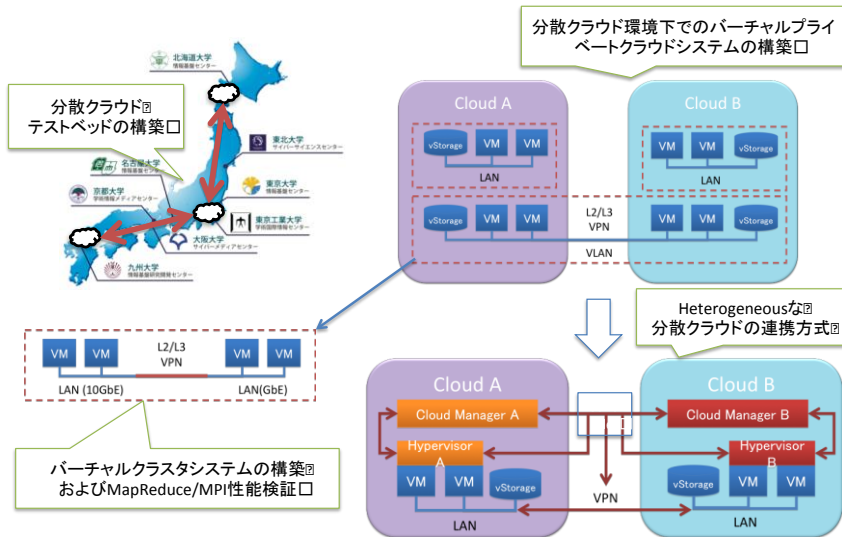 北海道大学
情報基盤センター
分散クラウド
テストベッドの構築
東北大学
サイバーサイエンスセンター
名古屋大学
情報基盤センター
東京大学
情報基盤センター
京都大学
学術情報メディアセンター
東京工業大学
学術国際情報センター
大阪大学
サイバーメディアセンター
九州大学
情報基盤研究開発センター
分散クラウド環境下でのバーチャルプライ
ベートクラウドシステムの構築
Cloud A
Cloud B
vStorage
VM
VM
LAN
VM
VM
vStorage
LAN
vStorage
VM
VM
L2/L3
VPN
VLAN
VM
VM
vStorage
VM
VM
L2/L3
VPN
VM
VM
LAN (10GbE)
LAN(GbE)
バーチャルクラスタシステムの構築
およびMapReduce/MPI性能検証
Heterogeneousな
分散クラウドの連携方式
Cloud A
Cloud B
Cloud Manager A
Cloud Manager B
Hypervisor
A
Hypervisor
B
VM
VM
vStorage
LAN
VPN
vStorage
VM
VM
LAN